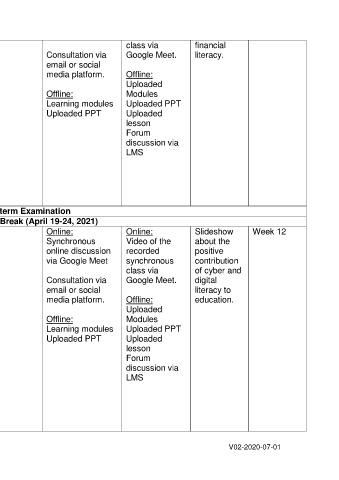 Consultation via
email or social
media platform.
Offline:
Learning modules
Uploaded PPT
class via
Google Meet.
Offline:
Uploaded
Modules
Uploaded PPT
Uploaded
lesson
Forum
discussion via
LMS
financial
literacy.
term Examination
Break (April 19-24, 2021)
Online:
Synchronous
online discussion
via Google Meet
Consultation via
email or social
media platform.
Offline:
Learning modules
Uploaded PPT
Online:
Video of the
recorded
synchronous
class via
Google Meet.
Offline:
Uploaded
Modules
Uploaded PPT
Uploaded
lesson
Forum
discussion via
LMS
Slideshow
about the
positive
contribution
of cyber and
digital
literacy to
education.
Week 12
V02-2020-07-01